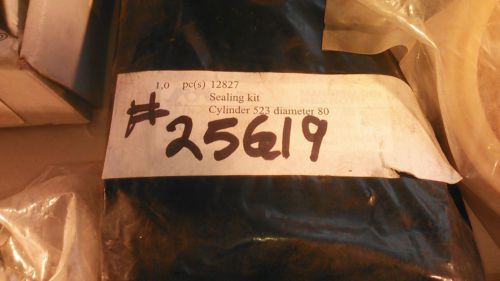 1,0 pc(s) 12827
Sealing kit
Cylinder 523 diameter 80
# 25619